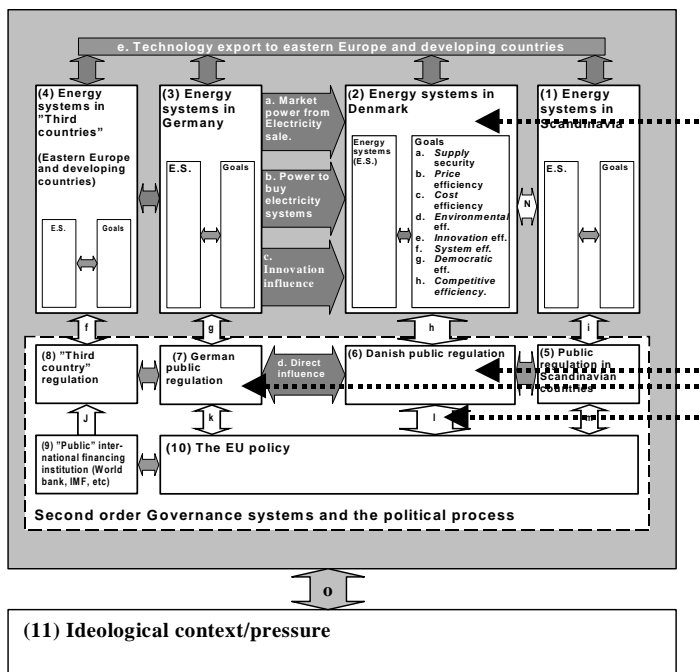 e. Technology export to eastern Europe and developing countries
(4) Energy
systems in
”Third
countries”
(Eastern Europe
and developing
countries)
E.S.
Goals
(3) Energy
systems in
Germany
E.S.
Goals
a. Market
power from
Electricity
sale.
b. Power to
buy
electricity
systems
c.
Innovation
influence
(2) Energy systems in
Denmark
Energy
systems
(E.S.)
Goals
a. Supply
security
b. Price
efficiency
c. Cost
efficiency
d. Environmental
eff.
e. Innovation eff.
f. System eff.
g. Democratic
eff.
h. Competitive
efficiency.
N
(1) Energy
systems in
Scandinavia
E.S.
Goals
f
g
h
i
(8) ”Third
country”
regulation
(7) German
public
regulation
d. Direct
influence
(6) Danish public regulation
(5) Public
regulation in
Scandinavian
countries
J
k
l
m
(9) ”Public” inter-
national financing
institution (World
bank, IMF, etc)
(10) The EU policy
Second order Governance systems and the political process
o
(11) Ideological context/pressure